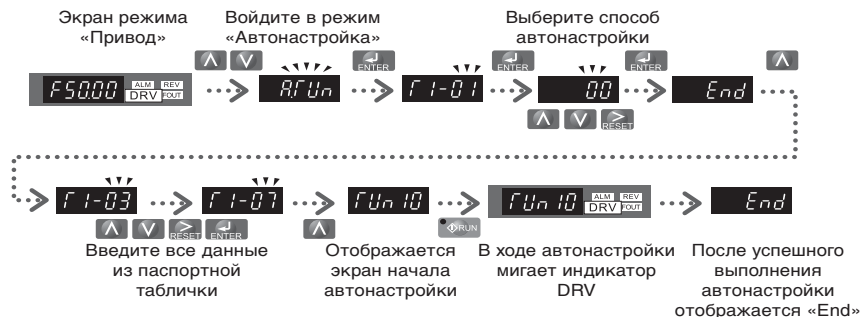 Экран режима
«Привод»
Войдите в режим
«Автонастройка»
Выберите способ
автонастройки
F50.00
ALM REV
DRV FOUT
A.TUn
ENTER
T1-01
ENTER
00
RESET
ENTER
End
T1-03
T1-07
RESET ENTER
TUn10
RUN
TUn10
ALM REV
DRV FOUT
End
Введите все данные
из паспортной
таблички
Отображается
экран начала
автонастройки
В ходе автонастройки
мигает индикатор
DRV
После успешного
выполнения
автонастройки
отображается «End»